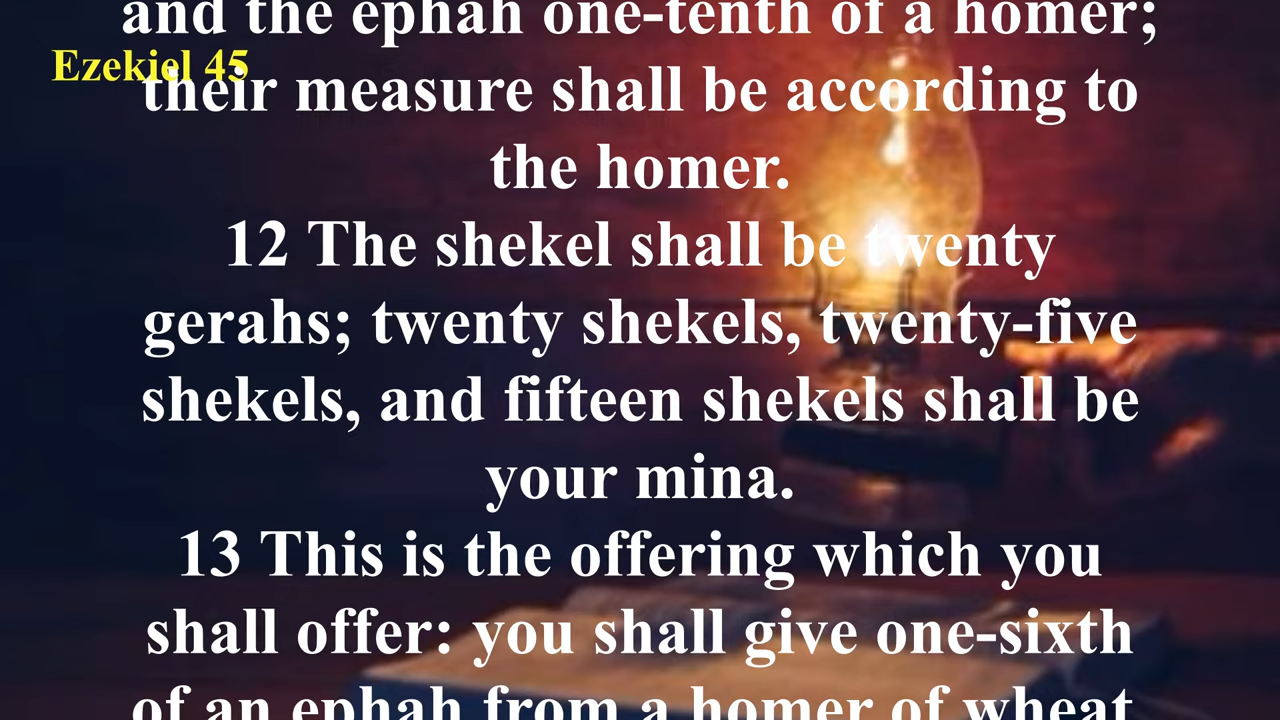 and the ephah one-tenth of a homer;
Ezekiel 45
their measure shall be according to
the homer.
12 The shekel shall be twenty
gerahs; twenty shekels, twenty-five
shekels, and fifteen shekels shall be
your mina.
13 This is the offering which you
shall offer: you shall give one-sixth
of an ephah from a homer of wheat